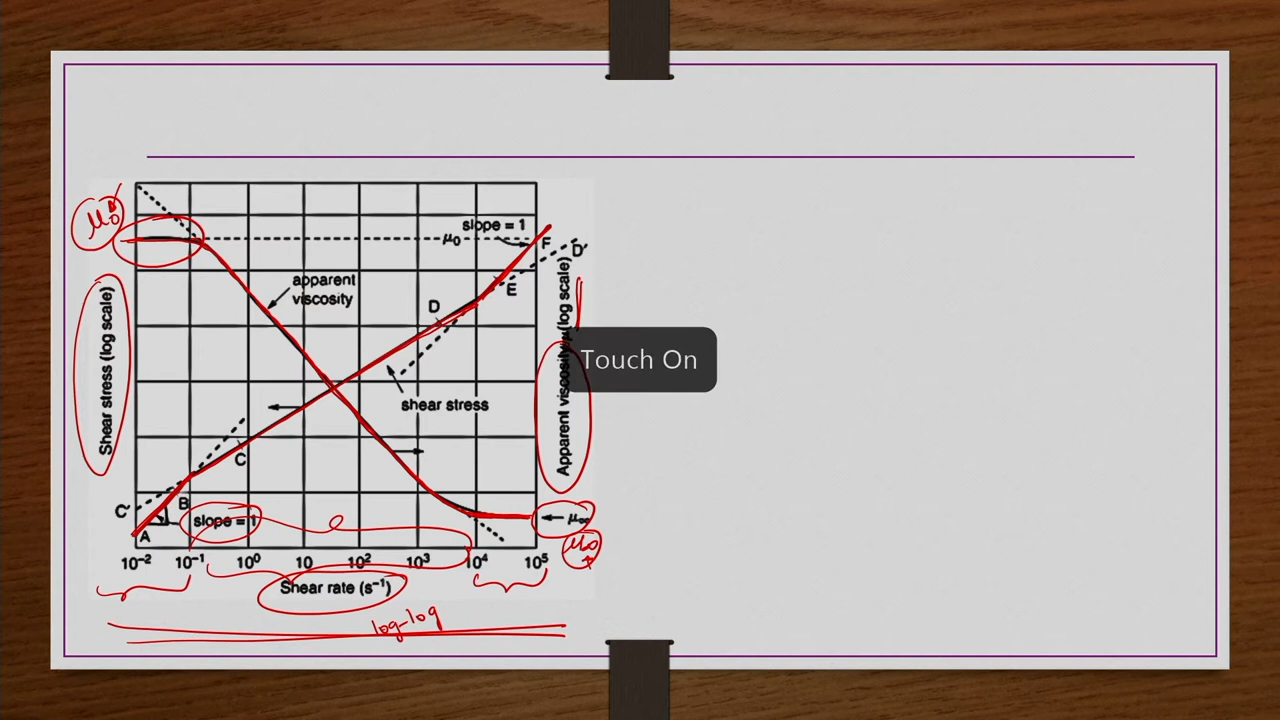 μ₀
slope = 1
μ₀
F
D'
apparent
viscosity
E
D
Shear stress (log scale)
Apparent viscosity μ (log scale)
Touch On
shear stress
C
C'
B
slope = 1
μ∞
A
μ∞
10⁻² 10⁻¹ 10⁰ 10 10² 10³ 10⁴ 10⁵
Shear rate (s⁻¹)
log-log